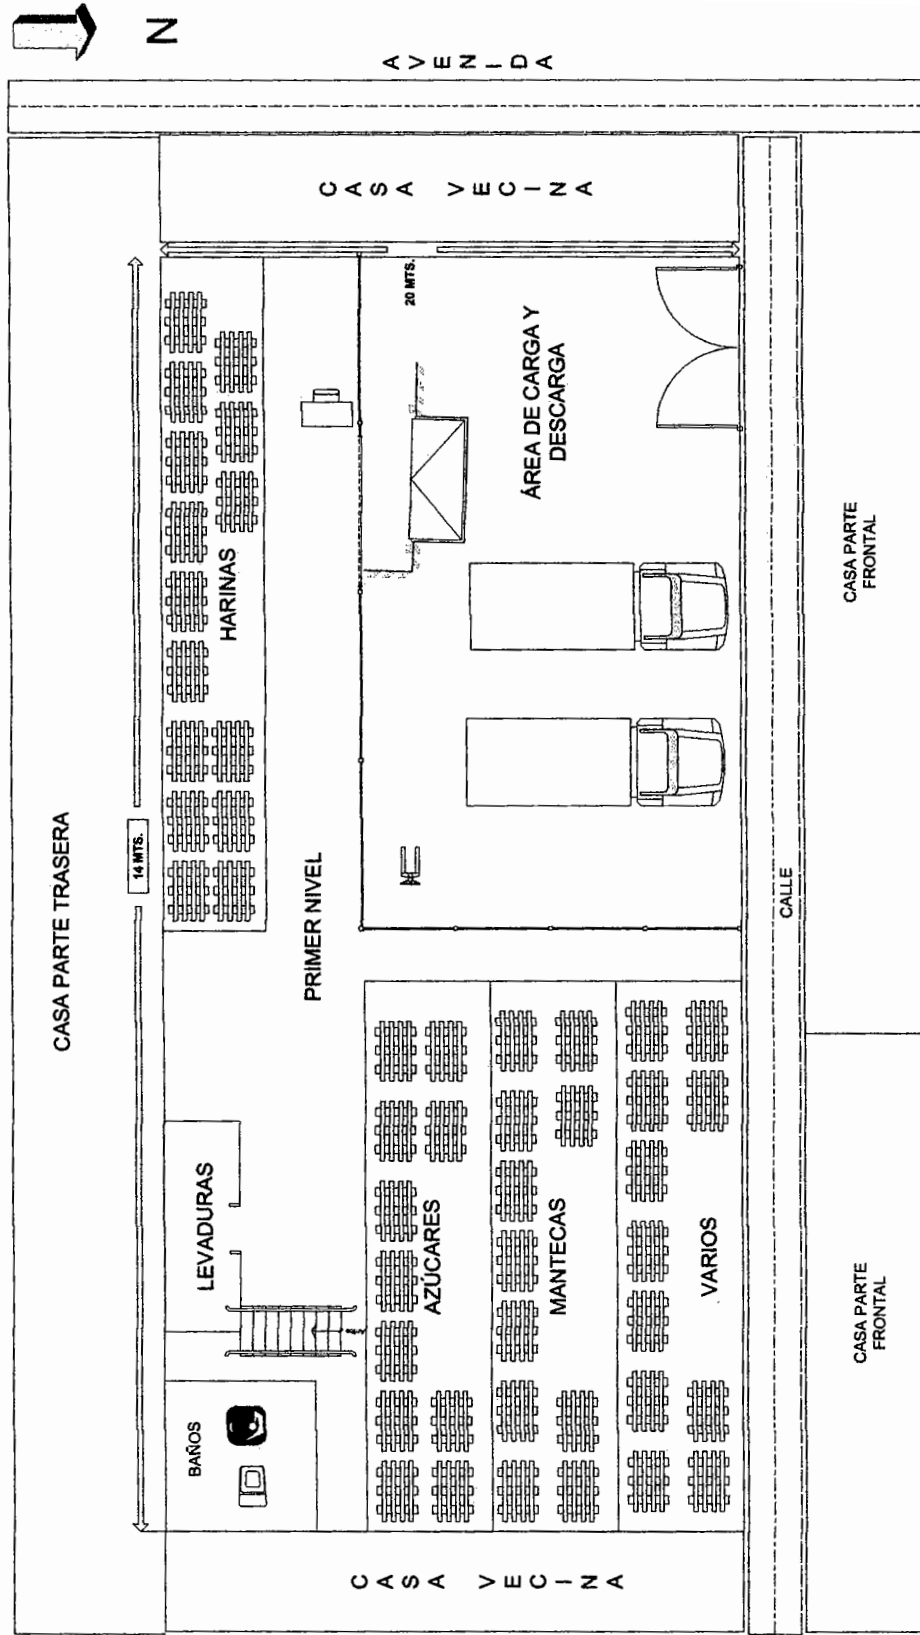 N
AVENIDA
CASA VECINA
CASA PARTE TRASERA
14 MTS.
20 MTS.
HARINAS
ÁREA DE CARGA Y
DESCARGA
PRIMER NIVEL
LEVADURAS
BAÑOS
AZÚCARES
MANTECAS
VARIOS
CALLE
CASA PARTE
FRONTAL
CASA PARTE
FRONTAL
CASA VECINA